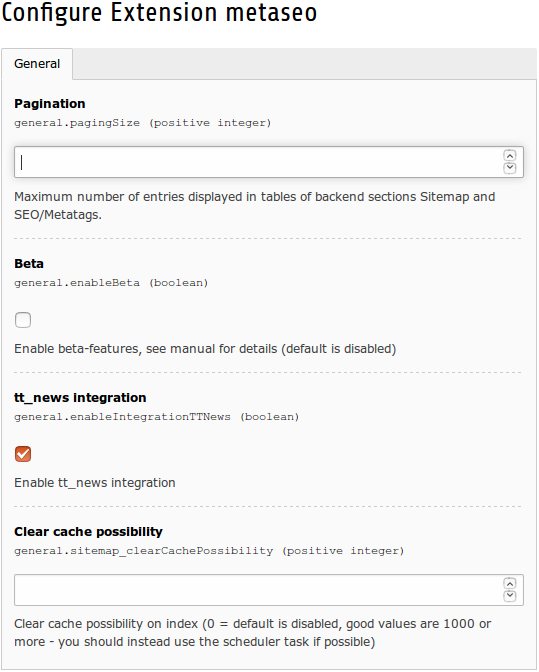 Configure Extension metaseo
General
Pagination
general.pagingSize (positive integer)
Maximum number of entries displayed in tables of backend sections Sitemap and
SEO/Metatags.
Beta
general.enableBeta (boolean)
Enable beta-features, see manual for details (default is disabled)
tt_news integration
general.enableIntegrationTTNews (boolean)
Enable tt_news integration
Clear cache possibility
general.sitemap_clearCachePossibility (positive integer)
Clear cache possibility on index (0 = default is disabled, good values are 1000 or
more - you should instead use the scheduler task if possible)